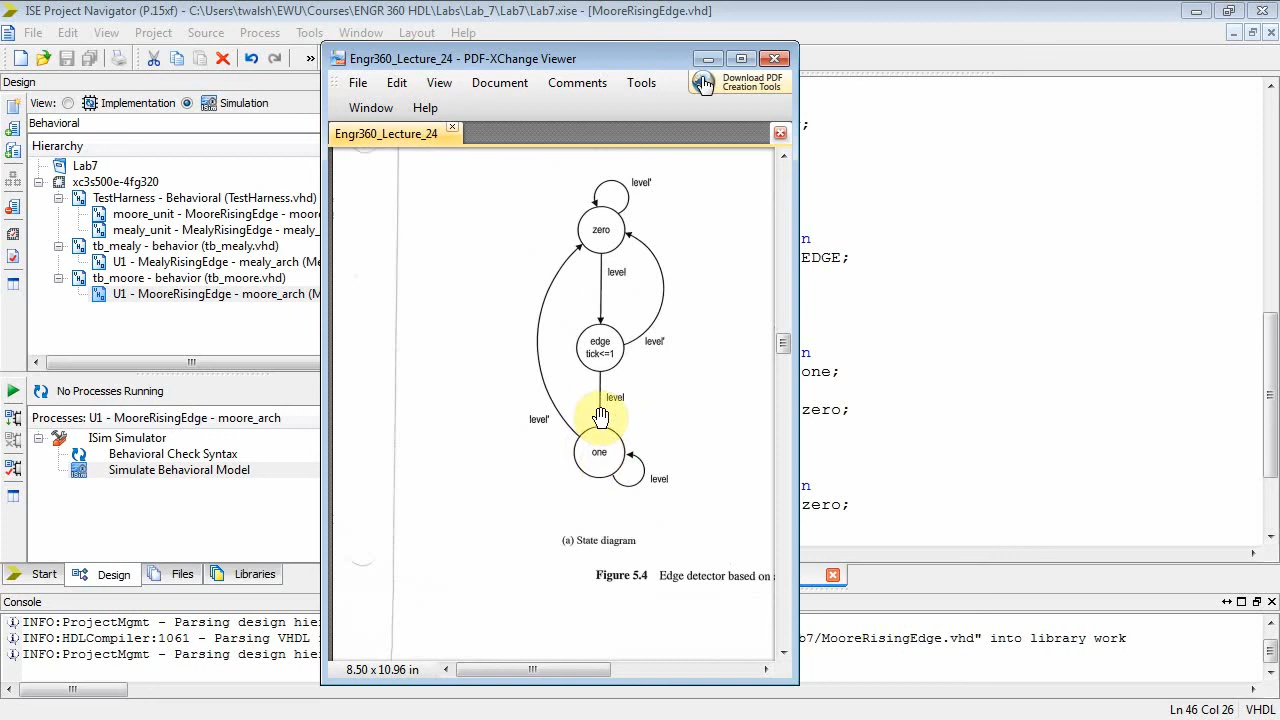 ISE Project Navigator (P.15xf) - C:\Users\twalsh\EWU\Courses\ENGR 360 HDL\Labs\Lab_7\Lab7\Lab7.xise - [MooreRisingEdge.vhd]
File Edit View Project Source Process Tools Window Layout Help
Design
View: Implementation Simulation
Behavioral
Hierarchy
Lab7
xc3s500e-4fg320
TestHarness - Behavioral (TestHarness.vhd)
moore_unit - MooreRisingEdge - moore
mealy_unit - MealyRisingEdge - mealy_
tb_mealy - behavior (tb_mealy.vhd)
U1 - MealyRisingEdge - mealy_arch (Me
tb_moore - behavior (tb_moore.vhd)
U1 - MooreRisingEdge - moore_arch (M
No Processes Running
Processes: U1 - MooreRisingEdge - moore_arch
ISim Simulator
Behavioral Check Syntax
Simulate Behavioral Model
Start Design Files Libraries
Engr360_Lecture_24 - PDF-XChange Viewer
File Edit View Document Comments Tools
Download PDF
Creation Tools
Window Help
Engr360_Lecture_24
level'
zero
level
edge
tick<=1
level'
level
level'
one
level
(a) State diagram
Figure 5.4 Edge detector based on
8.50 x 10.96 in
;
n
EDGE;
n
one;
zero;
n
zero;
Console
INFO:ProjectMgmt - Parsing design hier
INFO:HDLCompiler:1061 - Parsing VHDL
b7/MooreRisingEdge.vhd" into library work
INFO:ProjectMgmt - Parsing design hier
Ln 46 Col 26 VHDL